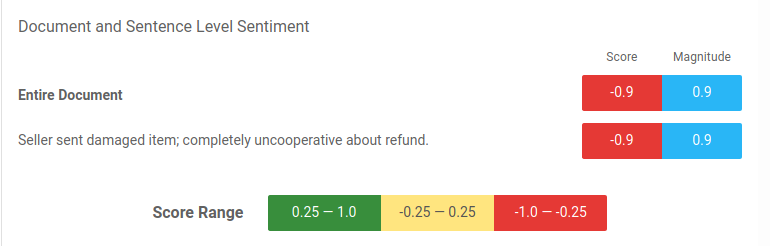 Document and Sentence Level Sentiment
Score Magnitude
Entire Document -0.9 0.9
Seller sent damaged item; completely uncooperative about refund. -0.9 0.9
Score Range 0.25 — 1.0 -0.25 — 0.25 -1.0 — -0.25